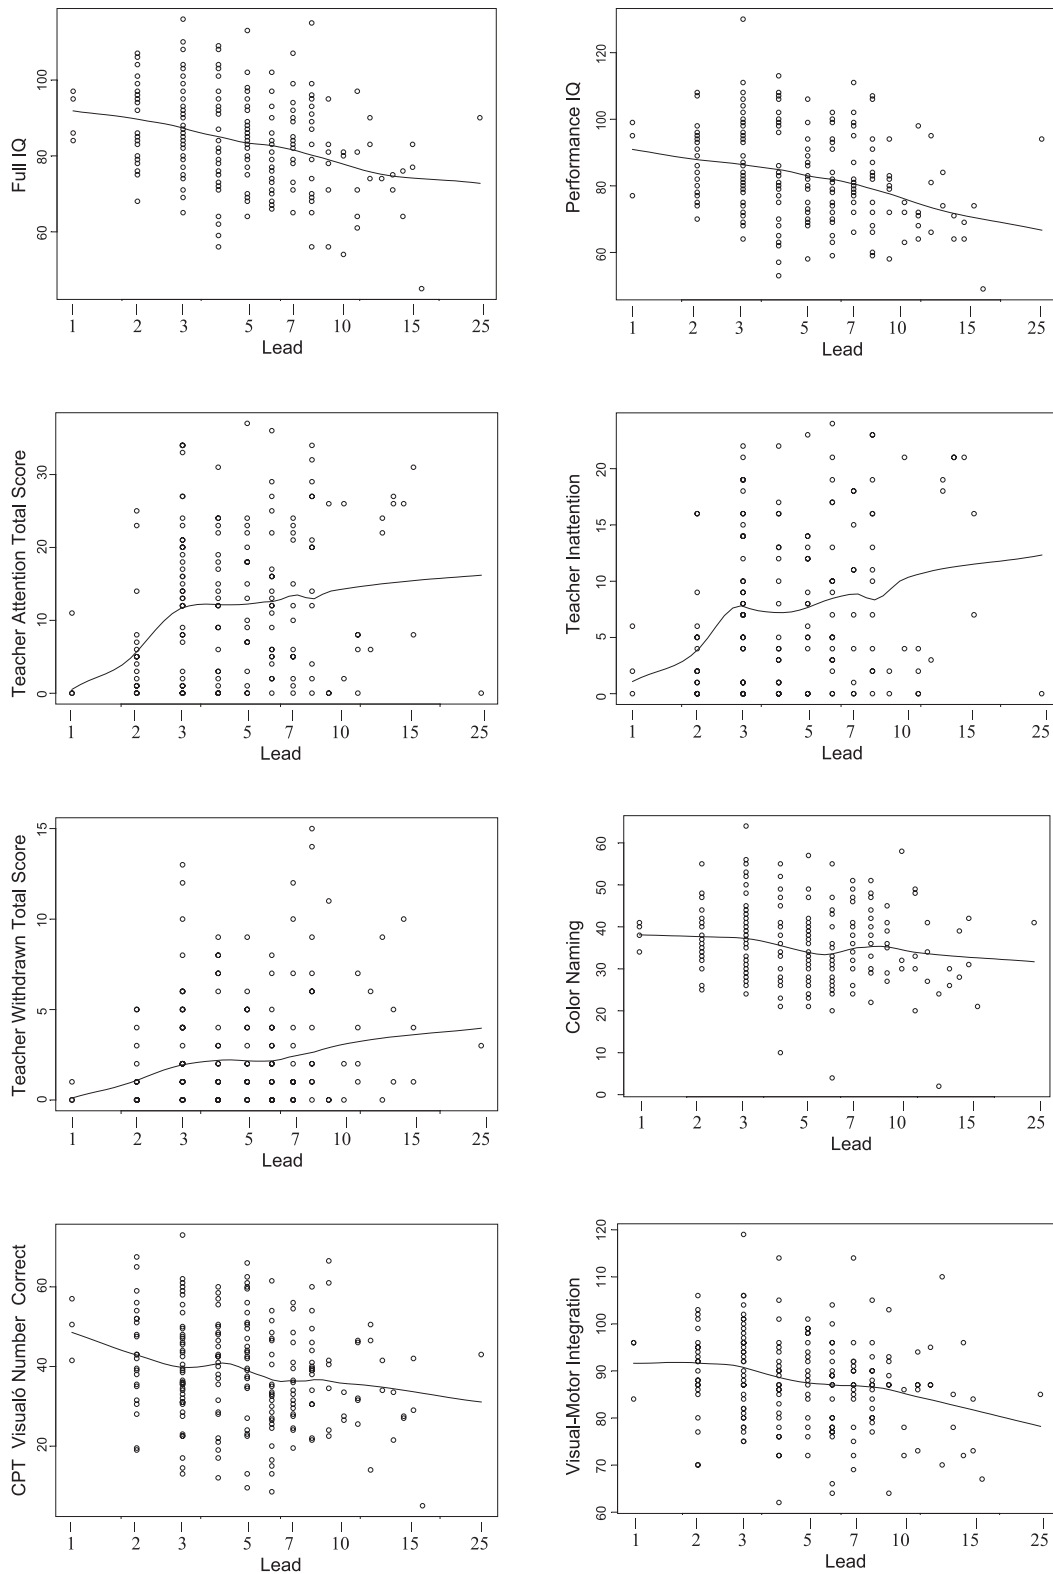 Full IQ
100
80
60
1 2 3 5 7 10 15 25
Lead
Performance IQ
120
100
80
60
1 2 3 5 7 10 15 25
Lead
Teacher Attention Total Score
30
20
10
0
1 2 3 5 7 10 15 25
Lead
Teacher Inattention
20
15
10
5
0
1 2 3 5 7 10 15 25
Lead
Teacher Withdrawn Total Score
15
10
5
0
1 2 3 5 7 10 15 25
Lead
Color Naming
60
50
40
30
20
10
0
1 2 3 5 7 10 15 25
Lead
CPT Visualó Number Correct
60
40
20
1 2 3 5 7 10 15 25
Lead
Visual-Motor Integration
120
110
100
90
80
70
60
1 2 3 5 7 10 15 25
Lead